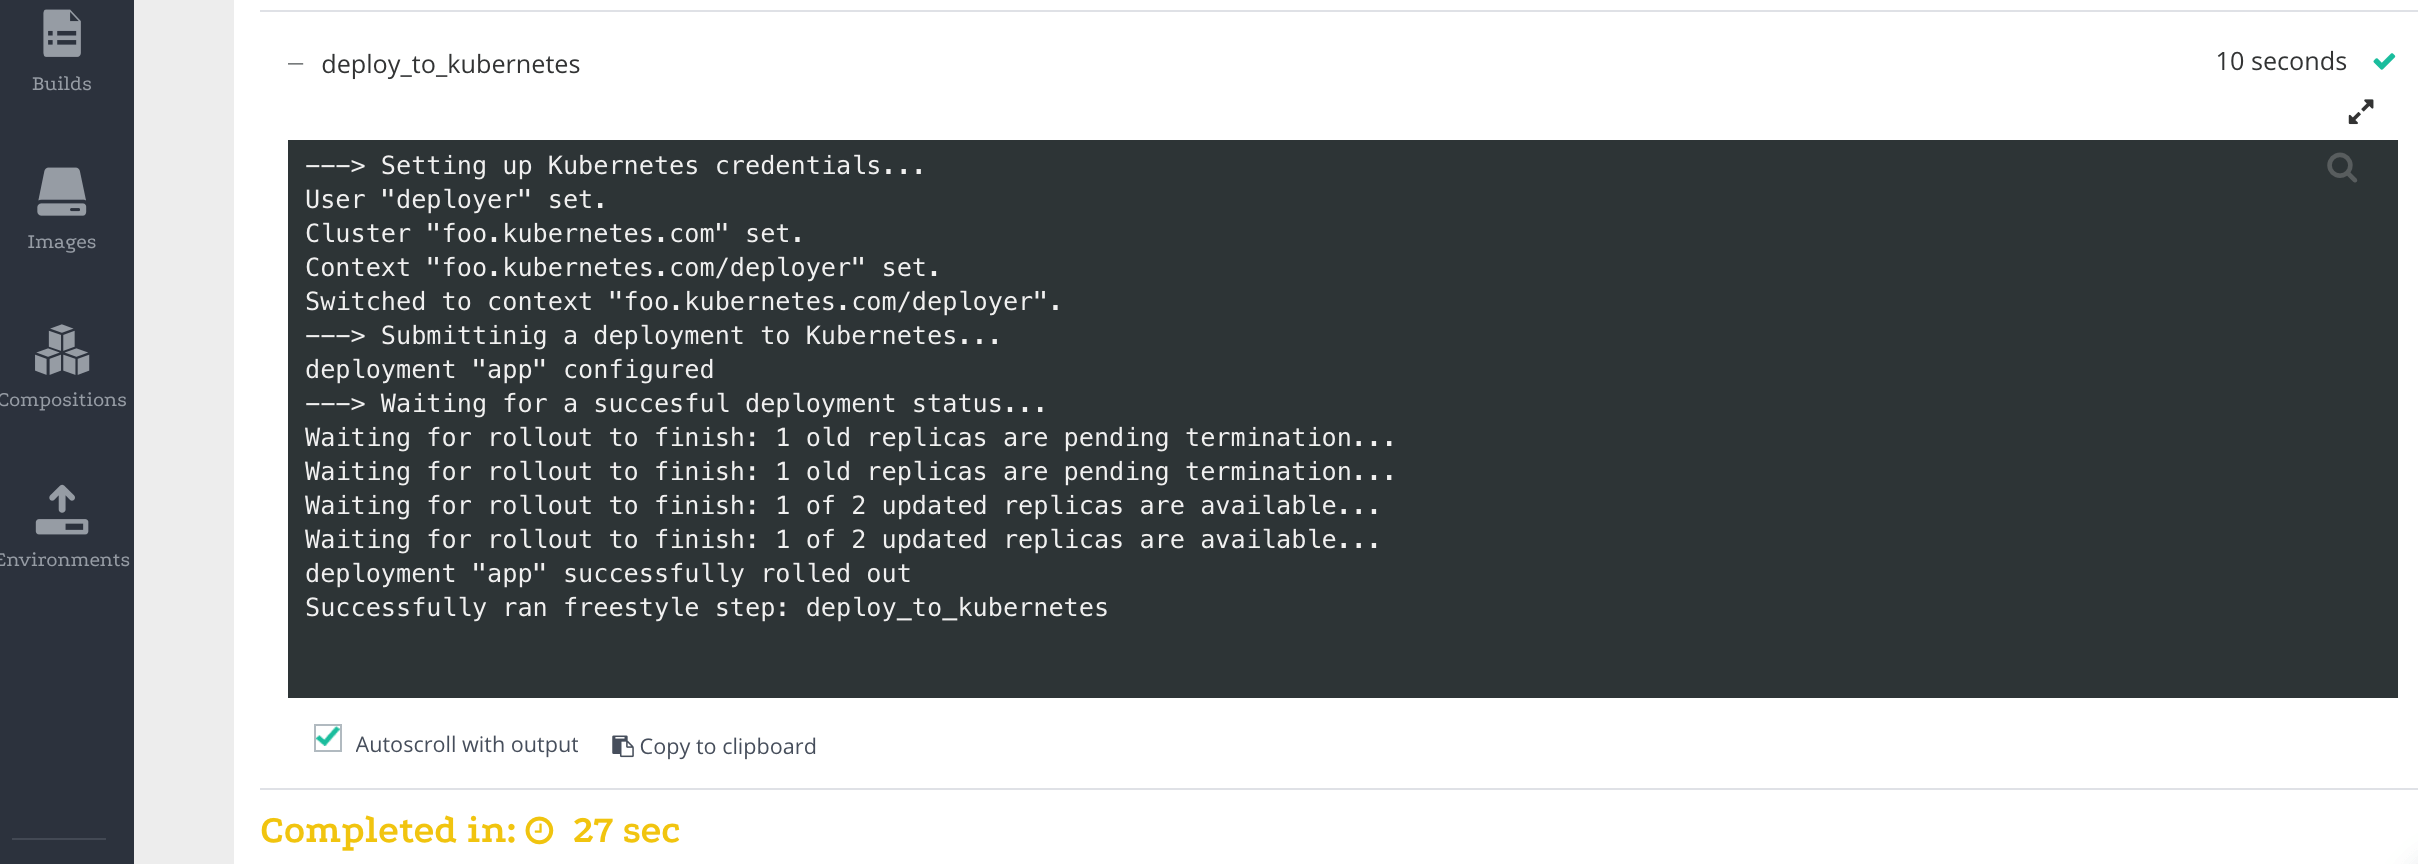 Builds
Images
Compositions
Environments
deploy_to_kubernetes
10 seconds
---> Setting up Kubernetes credentials...
User "deployer" set.
Cluster "foo.kubernetes.com" set.
Context "foo.kubernetes.com/deployer" set.
Switched to context "foo.kubernetes.com/deployer".
---> Submittinig a deployment to Kubernetes...
deployment "app" configured
---> Waiting for a succesful deployment status...
Waiting for rollout to finish: 1 old replicas are pending termination...
Waiting for rollout to finish: 1 old replicas are pending termination...
Waiting for rollout to finish: 1 of 2 updated replicas are available...
Waiting for rollout to finish: 1 of 2 updated replicas are available...
deployment "app" successfully rolled out
Successfully ran freestyle step: deploy_to_kubernetes
Autoscroll with output
Copy to clipboard
Completed in: 27 sec